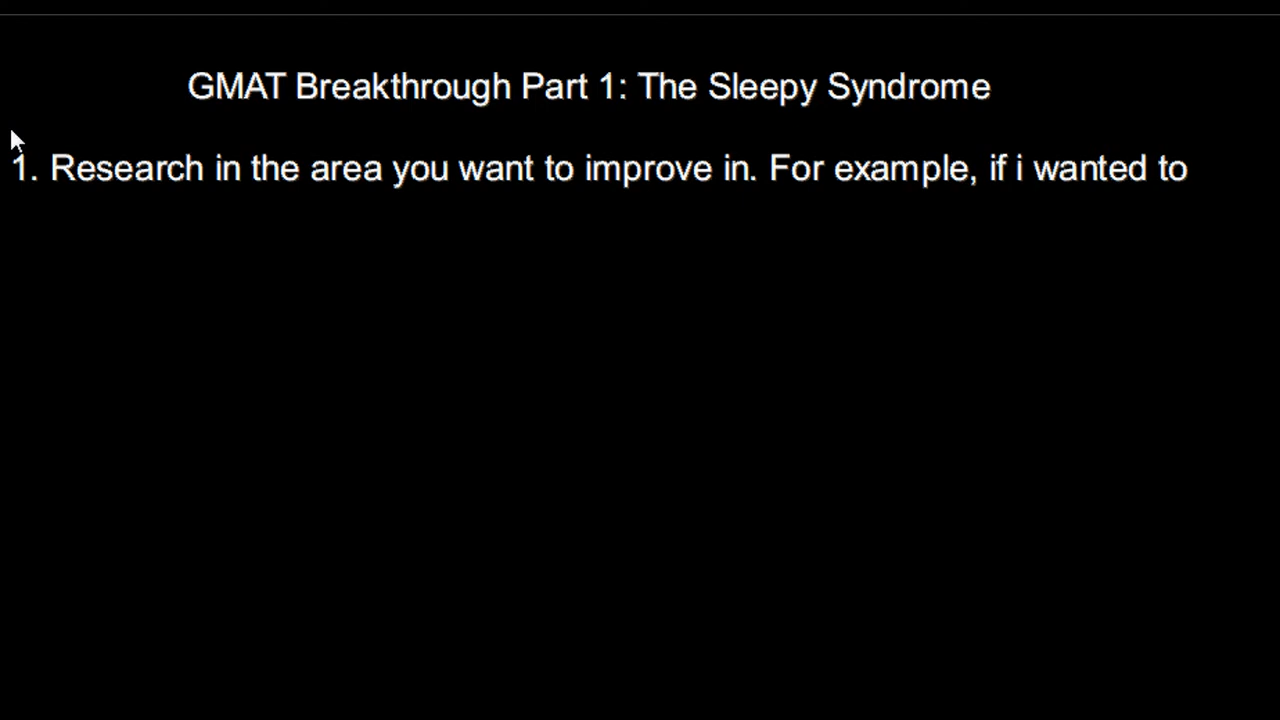 GMAT Breakthrough Part 1: The Sleepy Syndrome
1. Research in the area you want to improve in. For example, if i wanted to